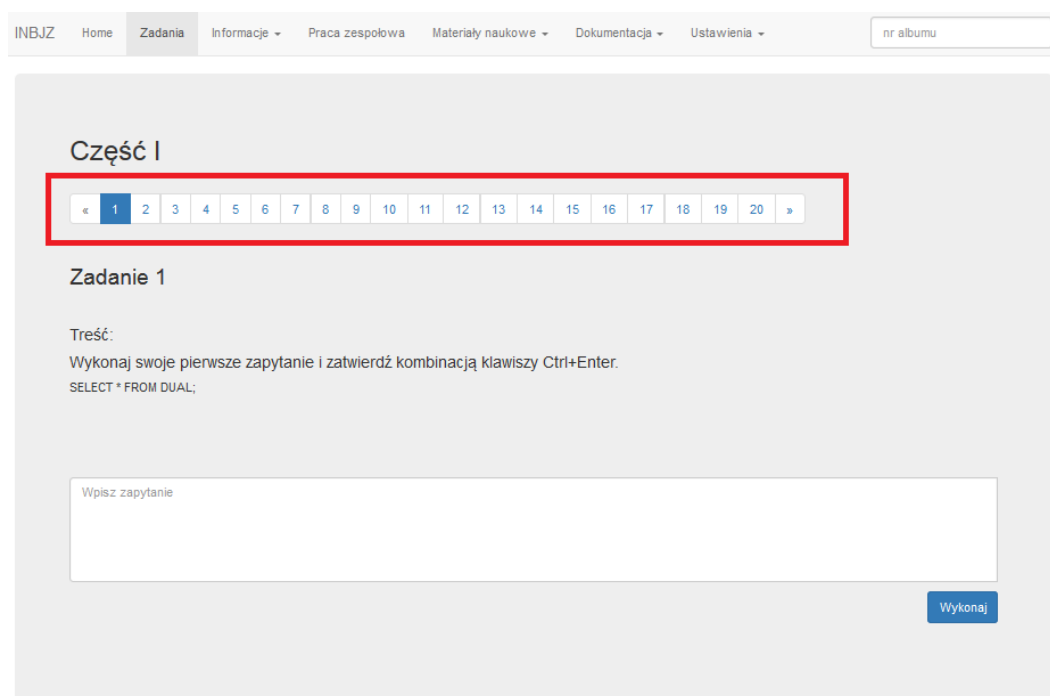 INBJZ Home Zadania Informacje Praca zespołowa Materiały naukowe Dokumentacja Ustawienia nr albumu
Część I
« 1 2 3 4 5 6 7 8 9 10 11 12 13 14 15 16 17 18 19 20 »
Zadanie 1
Treść:
Wykonaj swoje pierwsze zapytanie i zatwierdź kombinacją klawiszy Ctrl+Enter.
SELECT * FROM DUAL;
Wpisz zapytanie
Wykonaj